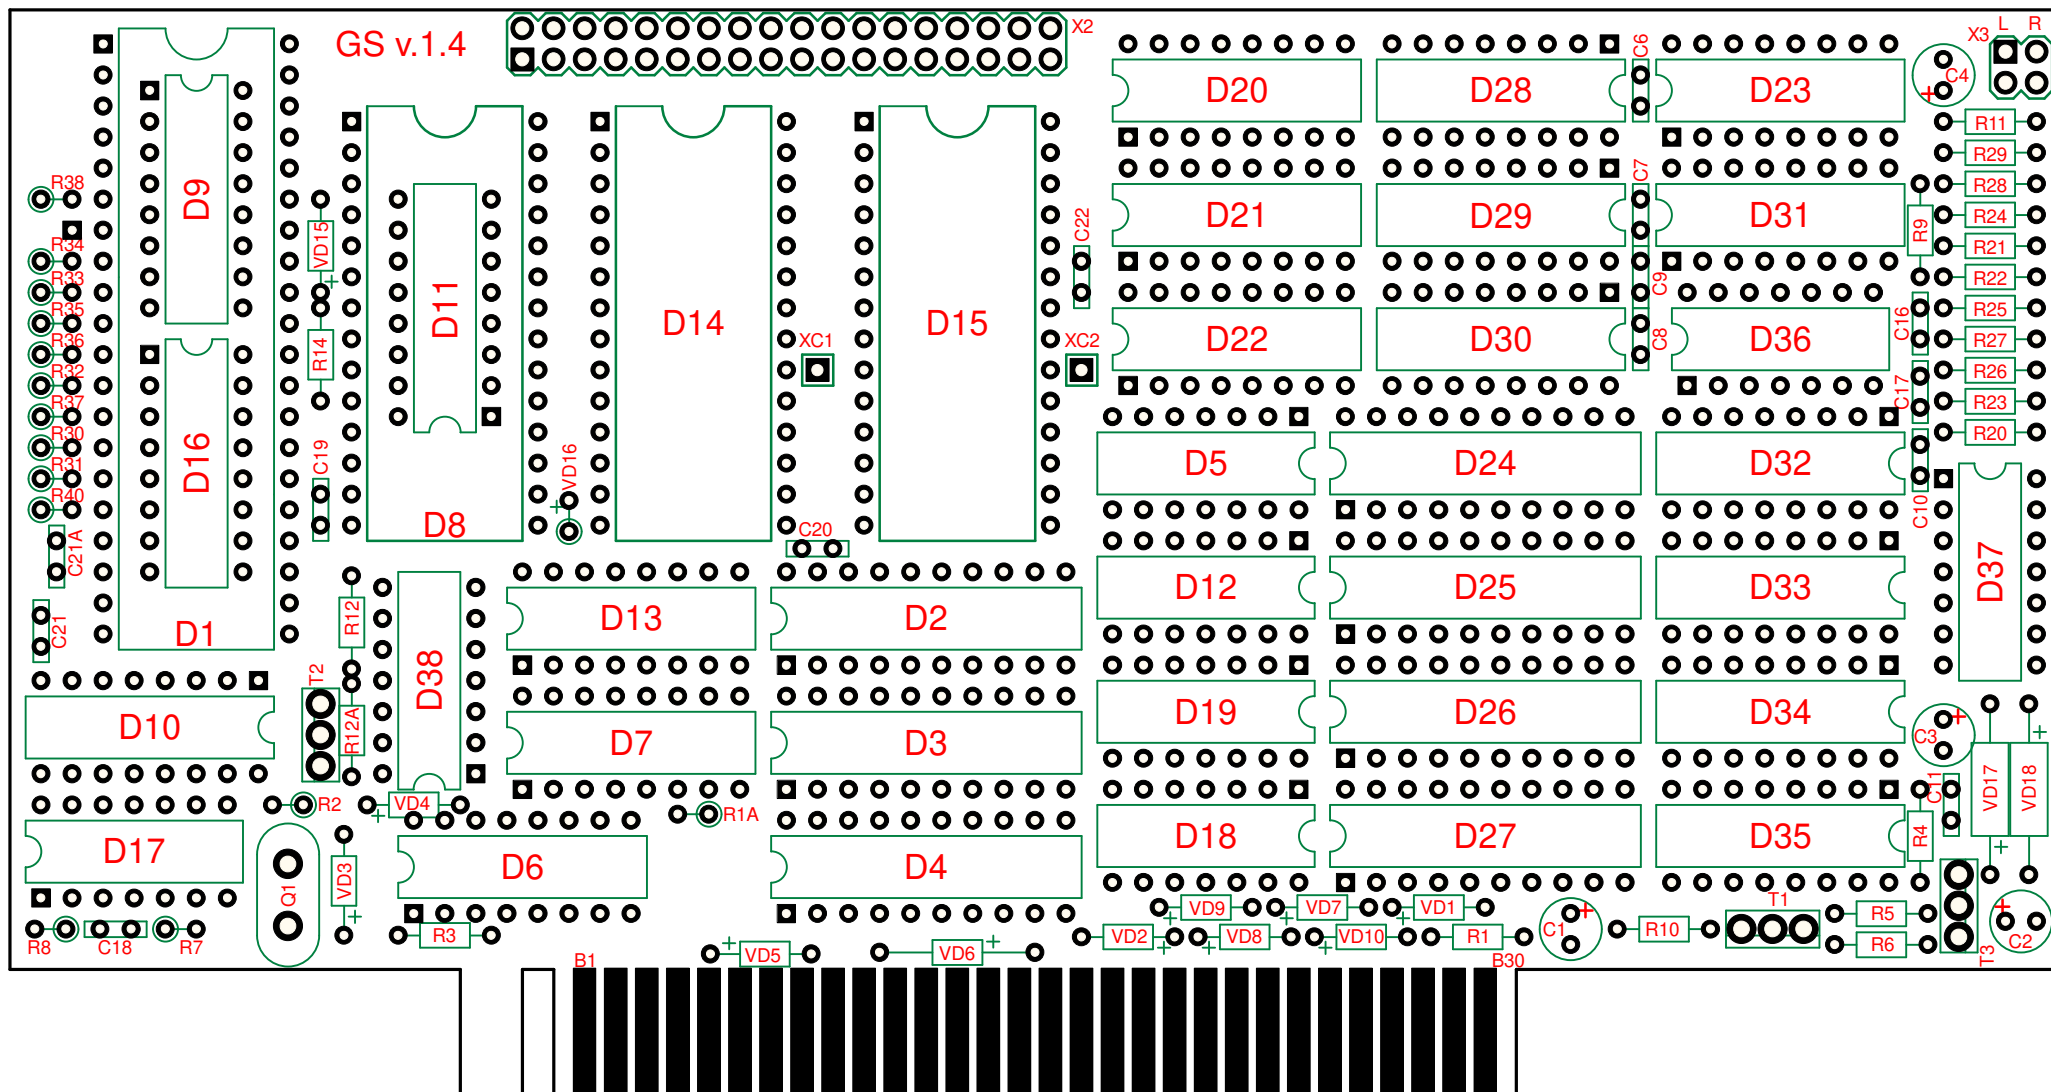 GS v.1.4
X2
X3 L R
D20
D28
C6
D23
C4
+
R11
R29
R28
R24
R21
R22
R25
R27
R26
R23
R20
R9
D9
D21
D29
C7
D31
R38
R34
R33
R35
R36
R32
R37
R30
R31
R40
C21A
C21
VD15
+
R14
C19
D11
D8
D14
D15
XC1
XC2
C22
D22
D30
C9
C8
D36
C16
C17
C10
D16
D1
VD16
+
C20
D5
D24
D32
D37
D12
D25
D33
R12
D38
D13
D2
T2
R12A
D10
D7
D3
D19
D26
D34
C3
+
VD17
+
VD18
+
C11
R4
R2
VD4
+
R1A
D17
Q1
VD3
+
D6
D4
D18
D27
D35
R8
C18
R7
R3
VD5
+
VD6
+
VD9
+
VD7
+
VD1
+
VD2
+
VD8
+
VD10
+
R1
C1
+
R10
T1
R5
R6
T3
C2
+
B1
B30